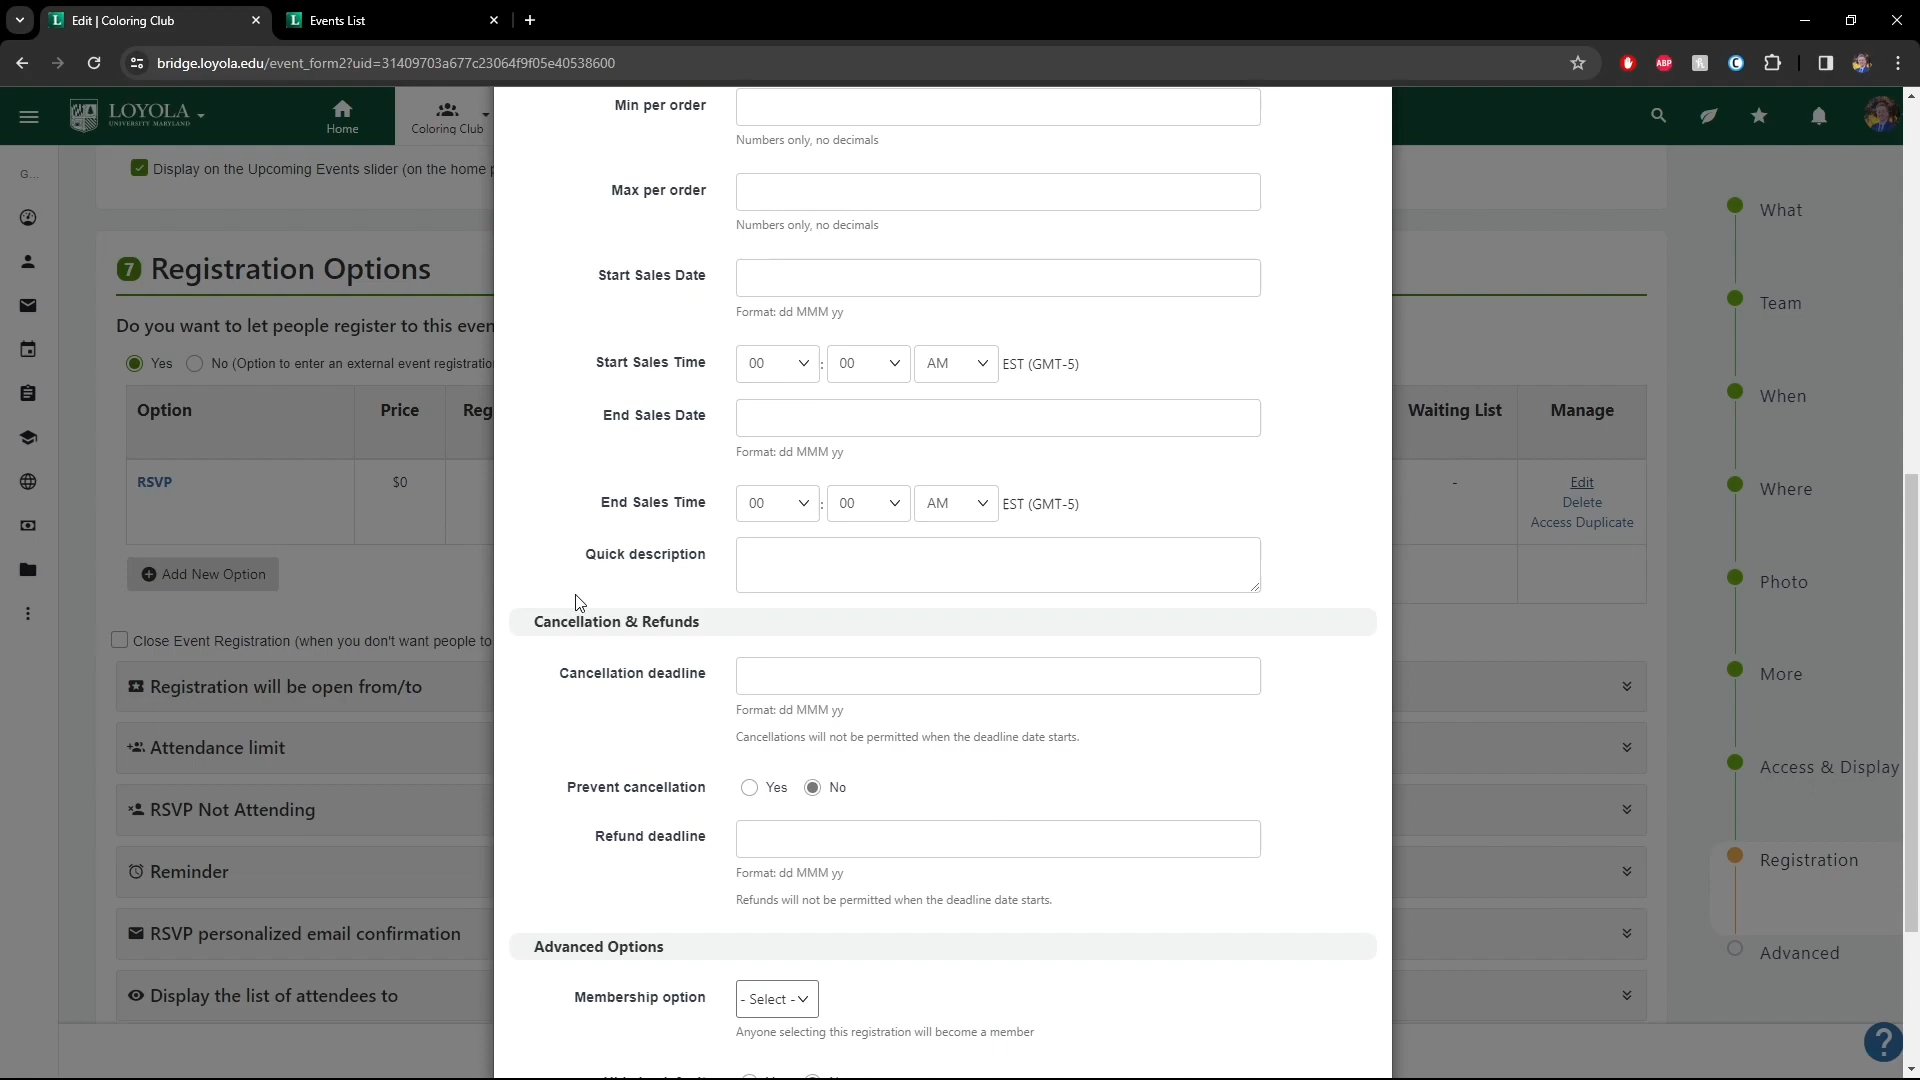 Edit | Coloring Club
Events List
bridge.loyola.edu/event_form2?uid=31409703a677c23064f9f05e40538600
ABP
LOYOLA
UNIVERSITY MARYLAND
Home
Coloring Club
G...
Display on the Upcoming Events slider (on the home p
7 Registration Options
Do you want to let people register to this even
Yes No (Option to enter an external event registration
Option Price Reg Waiting List Manage
RSVP $0 - Edit
Delete
Access Duplicate
Add New Option
Close Event Registration (when you don't want people to
Registration will be open from/to
Attendance limit
RSVP Not Attending
Reminder
RSVP personalized email confirmation
Display the list of attendees to
Min per order
Numbers only, no decimals
Max per order
Numbers only, no decimals
Start Sales Date
Format: dd MMM yy
Start Sales Time 00 : 00 AM EST (GMT-5)
End Sales Date
Format: dd MMM yy
End Sales Time 00 : 00 AM EST (GMT-5)
Quick description
Cancellation & Refunds
Cancellation deadline
Format: dd MMM yy
Cancellations will not be permitted when the deadline date starts.
Prevent cancellation Yes No
Refund deadline
Format: dd MMM yy
Refunds will not be permitted when the deadline date starts.
Advanced Options
Membership option - Select -
Anyone selecting this registration will become a member
What
Team
When
Where
Photo
More
Access & Display
Registration
Advanced
?